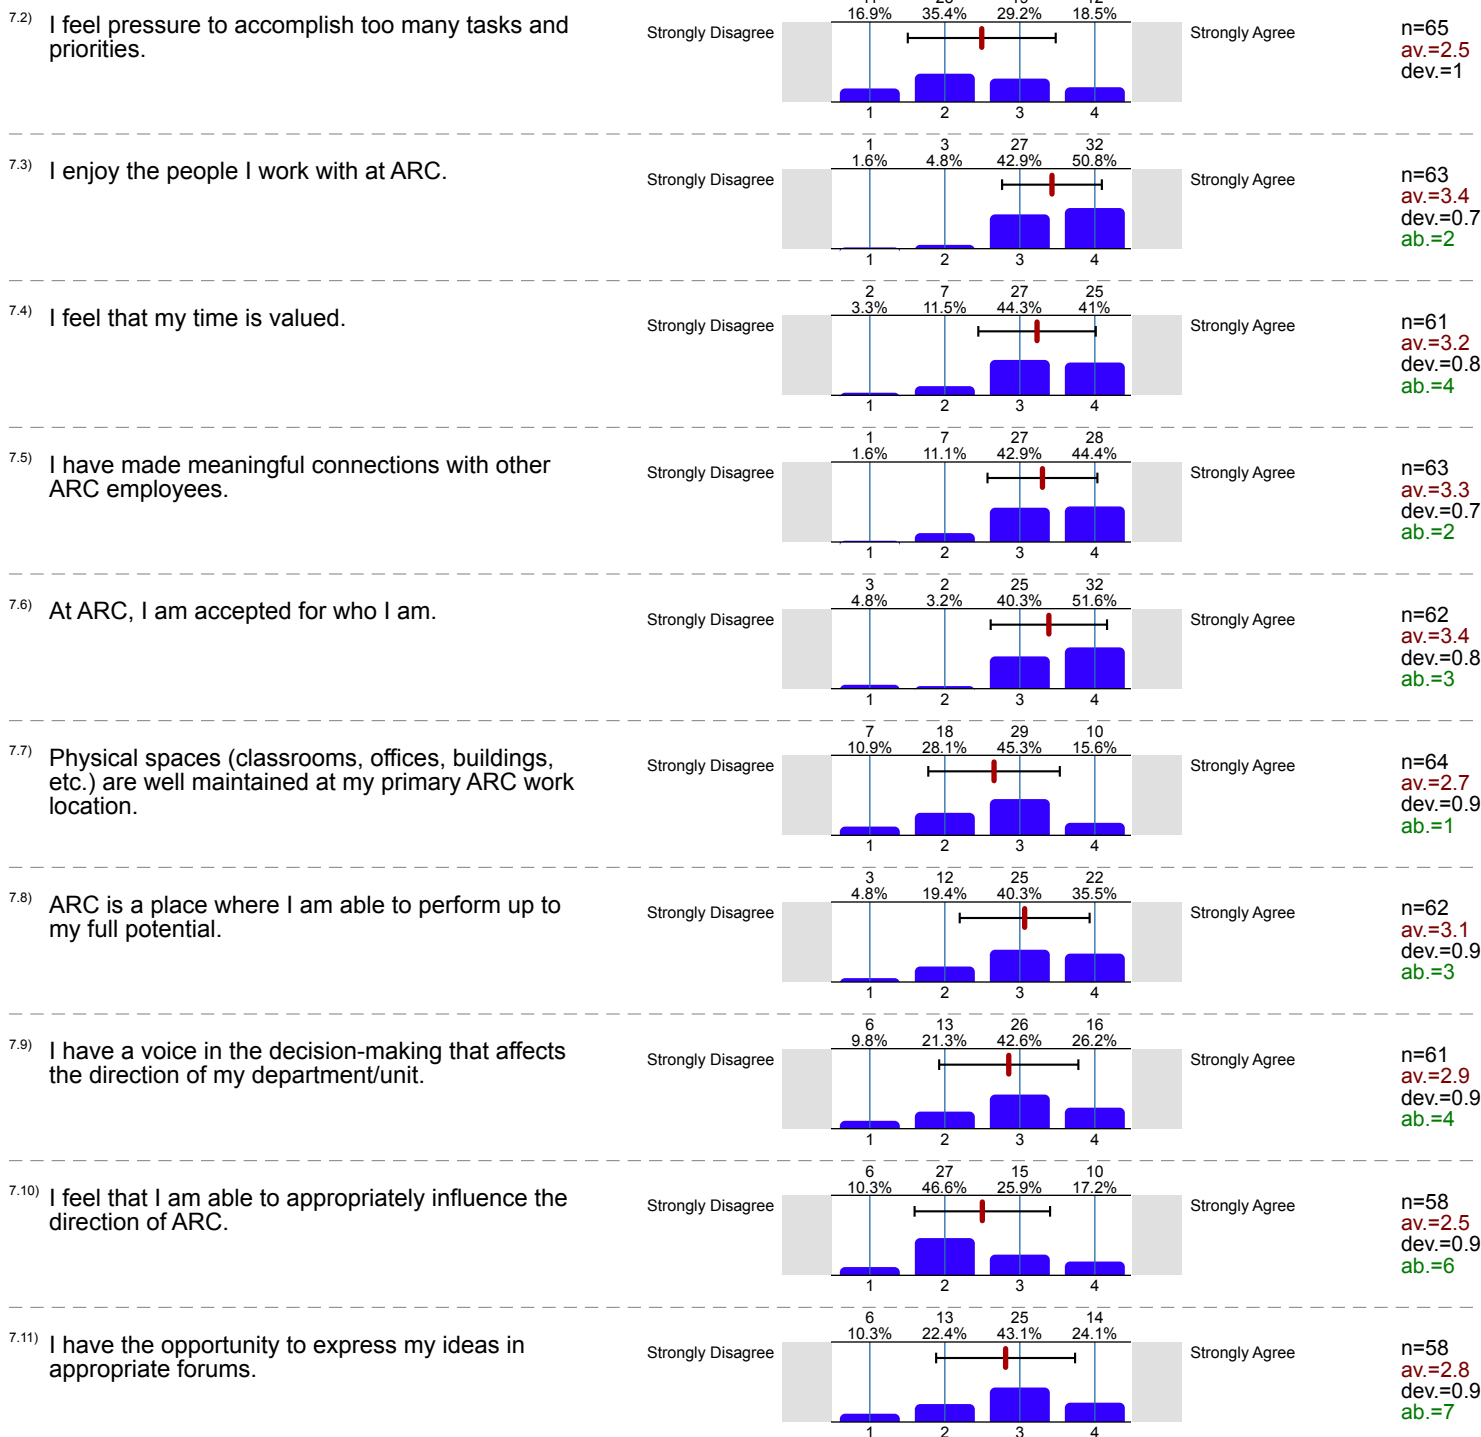 7.2) I feel pressure to accomplish too many tasks and
priorities.
16.9% 35.4% 29.2% 18.5%
Strongly Disagree
Strongly Agree
n=65
av.=2.5
dev.=1
1 2 3 4
7.3) I enjoy the people I work with at ARC.
1 3 27 32
1.6% 4.8% 42.9% 50.8%
Strongly Disagree
Strongly Agree
n=63
av.=3.4
dev.=0.7
ab.=2
1 2 3 4
7.4) I feel that my time is valued.
2 7 27 25
3.3% 11.5% 44.3% 41%
Strongly Disagree
Strongly Agree
n=61
av.=3.2
dev.=0.8
ab.=4
1 2 3 4
7.5) I have made meaningful connections with other
ARC employees.
1 7 27 28
1.6% 11.1% 42.9% 44.4%
Strongly Disagree
Strongly Agree
n=63
av.=3.3
dev.=0.7
ab.=2
1 2 3 4
7.6) At ARC, I am accepted for who I am.
3 2 25 32
4.8% 3.2% 40.3% 51.6%
Strongly Disagree
Strongly Agree
n=62
av.=3.4
dev.=0.8
ab.=3
1 2 3 4
7.7) Physical spaces (classrooms, offices, buildings,
etc.) are well maintained at my primary ARC work
location.
7 18 29 10
10.9% 28.1% 45.3% 15.6%
Strongly Disagree
Strongly Agree
n=64
av.=2.7
dev.=0.9
ab.=1
1 2 3 4
7.8) ARC is a place where I am able to perform up to
my full potential.
3 12 25 22
4.8% 19.4% 40.3% 35.5%
Strongly Disagree
Strongly Agree
n=62
av.=3.1
dev.=0.9
ab.=3
1 2 3 4
7.9) I have a voice in the decision-making that affects
the direction of my department/unit.
6 13 26 16
9.8% 21.3% 42.6% 26.2%
Strongly Disagree
Strongly Agree
n=61
av.=2.9
dev.=0.9
ab.=4
1 2 3 4
7.10) I feel that I am able to appropriately influence the
direction of ARC.
6 27 15 10
10.3% 46.6% 25.9% 17.2%
Strongly Disagree
Strongly Agree
n=58
av.=2.5
dev.=0.9
ab.=6
1 2 3 4
7.11) I have the opportunity to express my ideas in
appropriate forums.
6 13 25 14
10.3% 22.4% 43.1% 24.1%
Strongly Disagree
Strongly Agree
n=58
av.=2.8
dev.=0.9
ab.=7
1 2 3 4